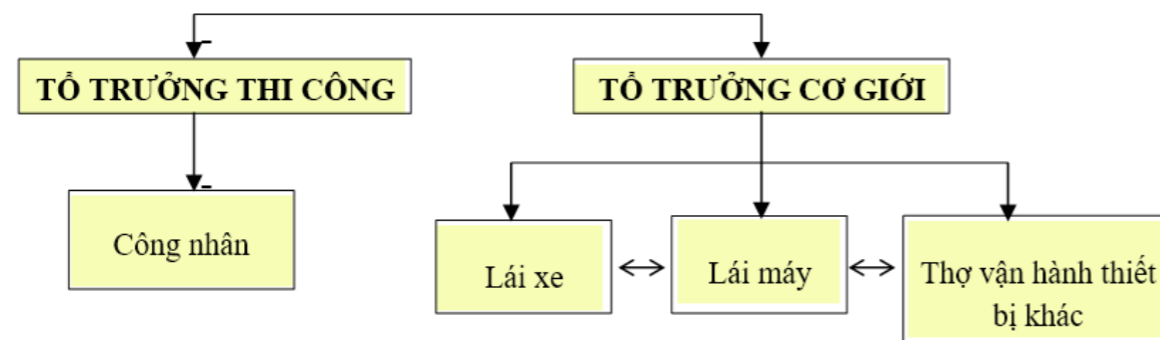 TỔ TRƯỞNG THI CÔNG
TỔ TRƯỞNG CƠ GIỚI
Công nhân
Lái xe
Lái máy
Thợ vận hành thiết
bị khác